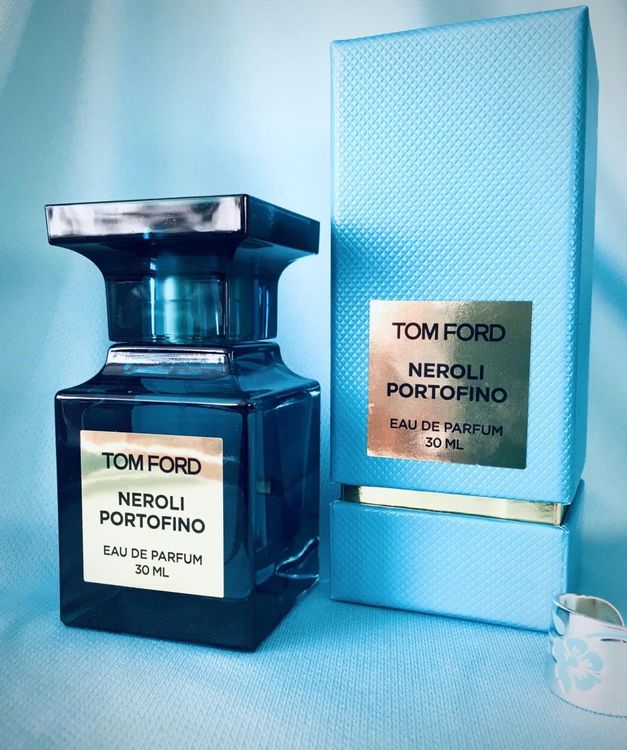 TOM FORD
NEROLI
PORTOFINO
EAU DE PARFUM
30 ML
TOM FORD
NEROLI
PORTOFINO
EAU DE PARFUM
30 ML